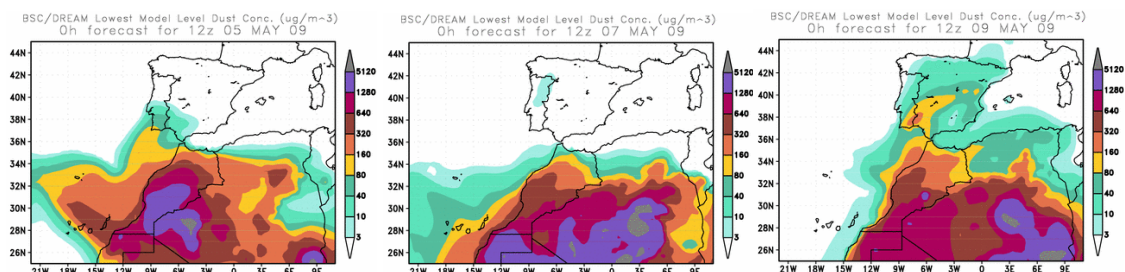 BSC/DREAM Lowest Model Level Dust Conc. (ug/m^3)
0h forecast for 12z 05 MAY 09
44N
42N
40N
38N
36N
34N
32N
30N
28N
26N
21W 18W 15W 12W 9W 6W 3W 0 3E 6E 9E
5120
1280
640
320
160
80
40
10
3
BSC/DREAM Lowest Model Level Dust Conc. (ug/m^3)
0h forecast for 12z 07 MAY 09
44N
42N
40N
38N
36N
34N
32N
30N
28N
26N
21W 18W 15W 12W 9W 6W 3W 0 3E 6E 9E
5120
1280
640
320
160
80
40
10
3
BSC/DREAM Lowest Model Level Dust Conc. (ug/m^3)
0h forecast for 12z 09 MAY 09
44N
42N
40N
38N
36N
34N
32N
30N
28N
26N
21W 18W 15W 12W 9W 6W 3W 0 3E 6E 9E
5120
1280
640
320
160
80
40
10
3